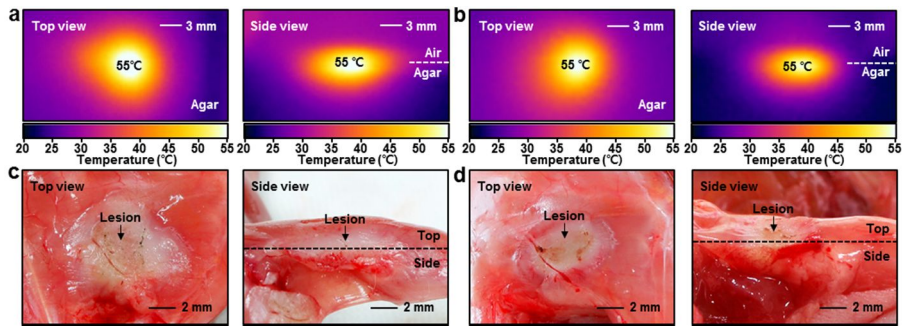 a
Top view
3 mm
55℃
Agar
20 25 30 35 40 45 50 55
Temperature (℃)
Side view
3 mm
55 ℃
Air
Agar
20 25 30 35 40 45 50 55
Temperature (℃)
b
Top view
3 mm
55℃
Agar
20 25 30 35 40 45 50 55
Temperature (℃)
Side view
3 mm
55 ℃
Air
Agar
20 25 30 35 40 45 50 55
Temperature (℃)
c
Top view
Lesion
2 mm
Side view
Lesion
Top
Side
2 mm
d
Top view
Lesion
2 mm
Side view
Lesion
Top
Side
2 mm